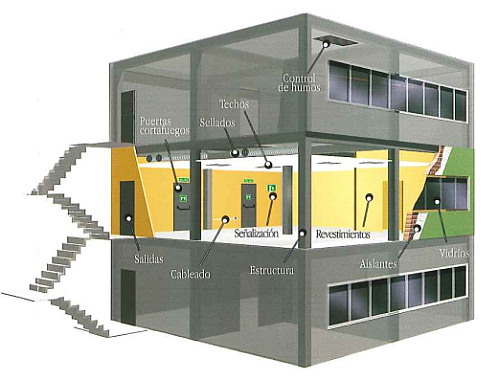 Control
de humos
Techos
Sellados
Puertas
cortafuegos
Señalización
Revestimientos
Salidas
Cableado
Estructura
Aislantes
Vidrios